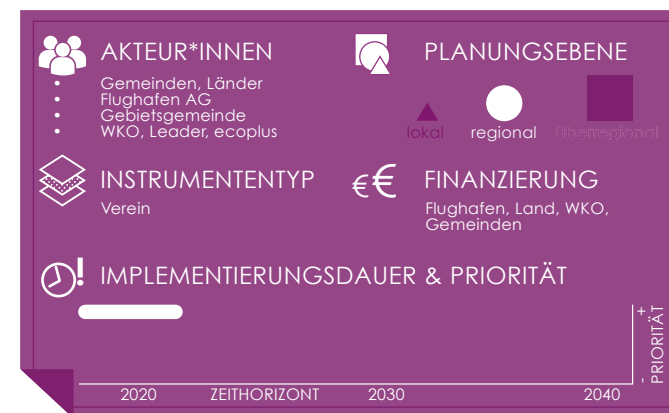 AKTEUR*INNEN
• Gemeinden, Länder
• Flughafen AG
• Gebietsgemeinde
• WKO, Leader, ecoplus
PLANUNGSEBENE
lokal regional überregional
INSTRUMENTENTYP
Verein
€€ FINANZIERUNG
Flughafen, Land, WKO,
Gemeinden
! IMPLEMENTIERUNGSDAUER & PRIORITÄT
- PRIORITÄT +
2020 ZEITHORIZONT 2030 2040